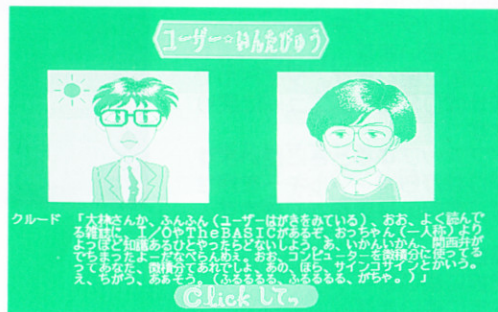 ユーザー☆いんたびゅう
クルード 「大林さんか、ふんふん（ユーザーはがきをみている）、おお、よく読んで
る雑誌に、I/OやTheBASICがあるぞ、おっちゃん（一人称）より
よっぽど知識あるひとやったらどないしよう。あ、いかんいかん、関西弁が
でちまったよーだなべらんめえ。おお、コンピューターを微積分に使ってる
ってあなた、微積分てあれでしょ、あの、ほら、サインコサインとかいう。
え、ちがう、ああそう。（ふるるるる、ふるるるる、がちゃ。）」
Clickしてっ